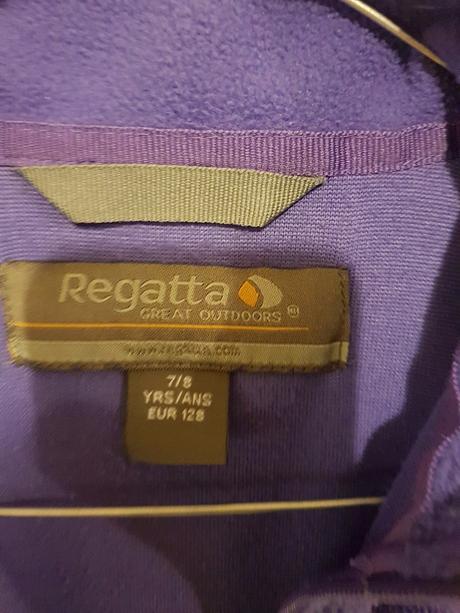 Regatta
GREAT OUTDOORS
www.regatta.com
7/8
YRS/ANS
EUR 128